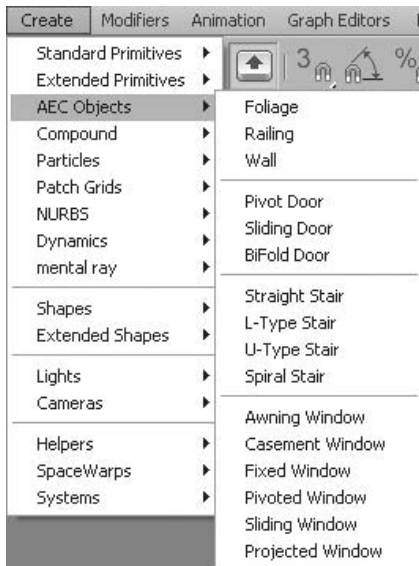 Create Modifiers Animation Graph Editors
Standard Primitives
Extended Primitives
AEC Objects
Compound
Particles
Patch Grids
NURBS
Dynamics
mental ray
Shapes
Extended Shapes
Lights
Cameras
Helpers
SpaceWarps
Systems
3 %
Foliage
Railing
Wall
Pivot Door
Sliding Door
BiFold Door
Straight Stair
L-Type Stair
U-Type Stair
Spiral Stair
Awning Window
Casement Window
Fixed Window
Pivoted Window
Sliding Window
Projected Window